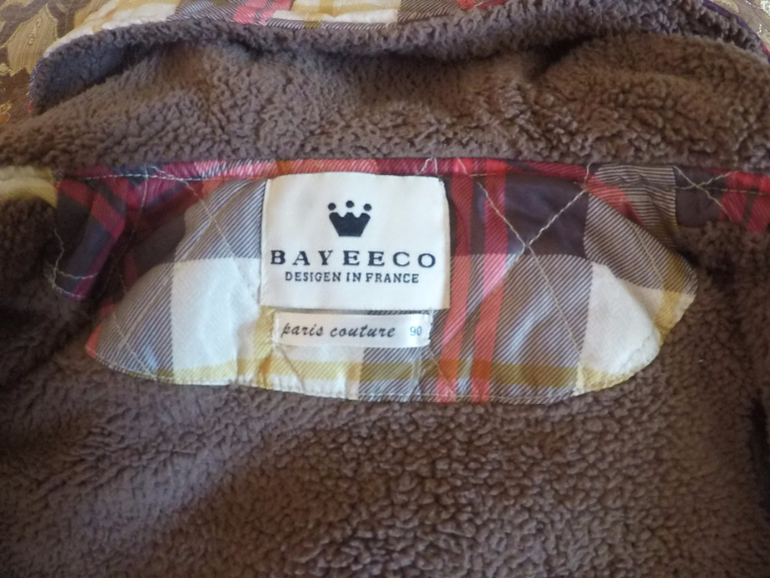 BAYEECO
DESIGEN IN FRANCE
paris couture 90